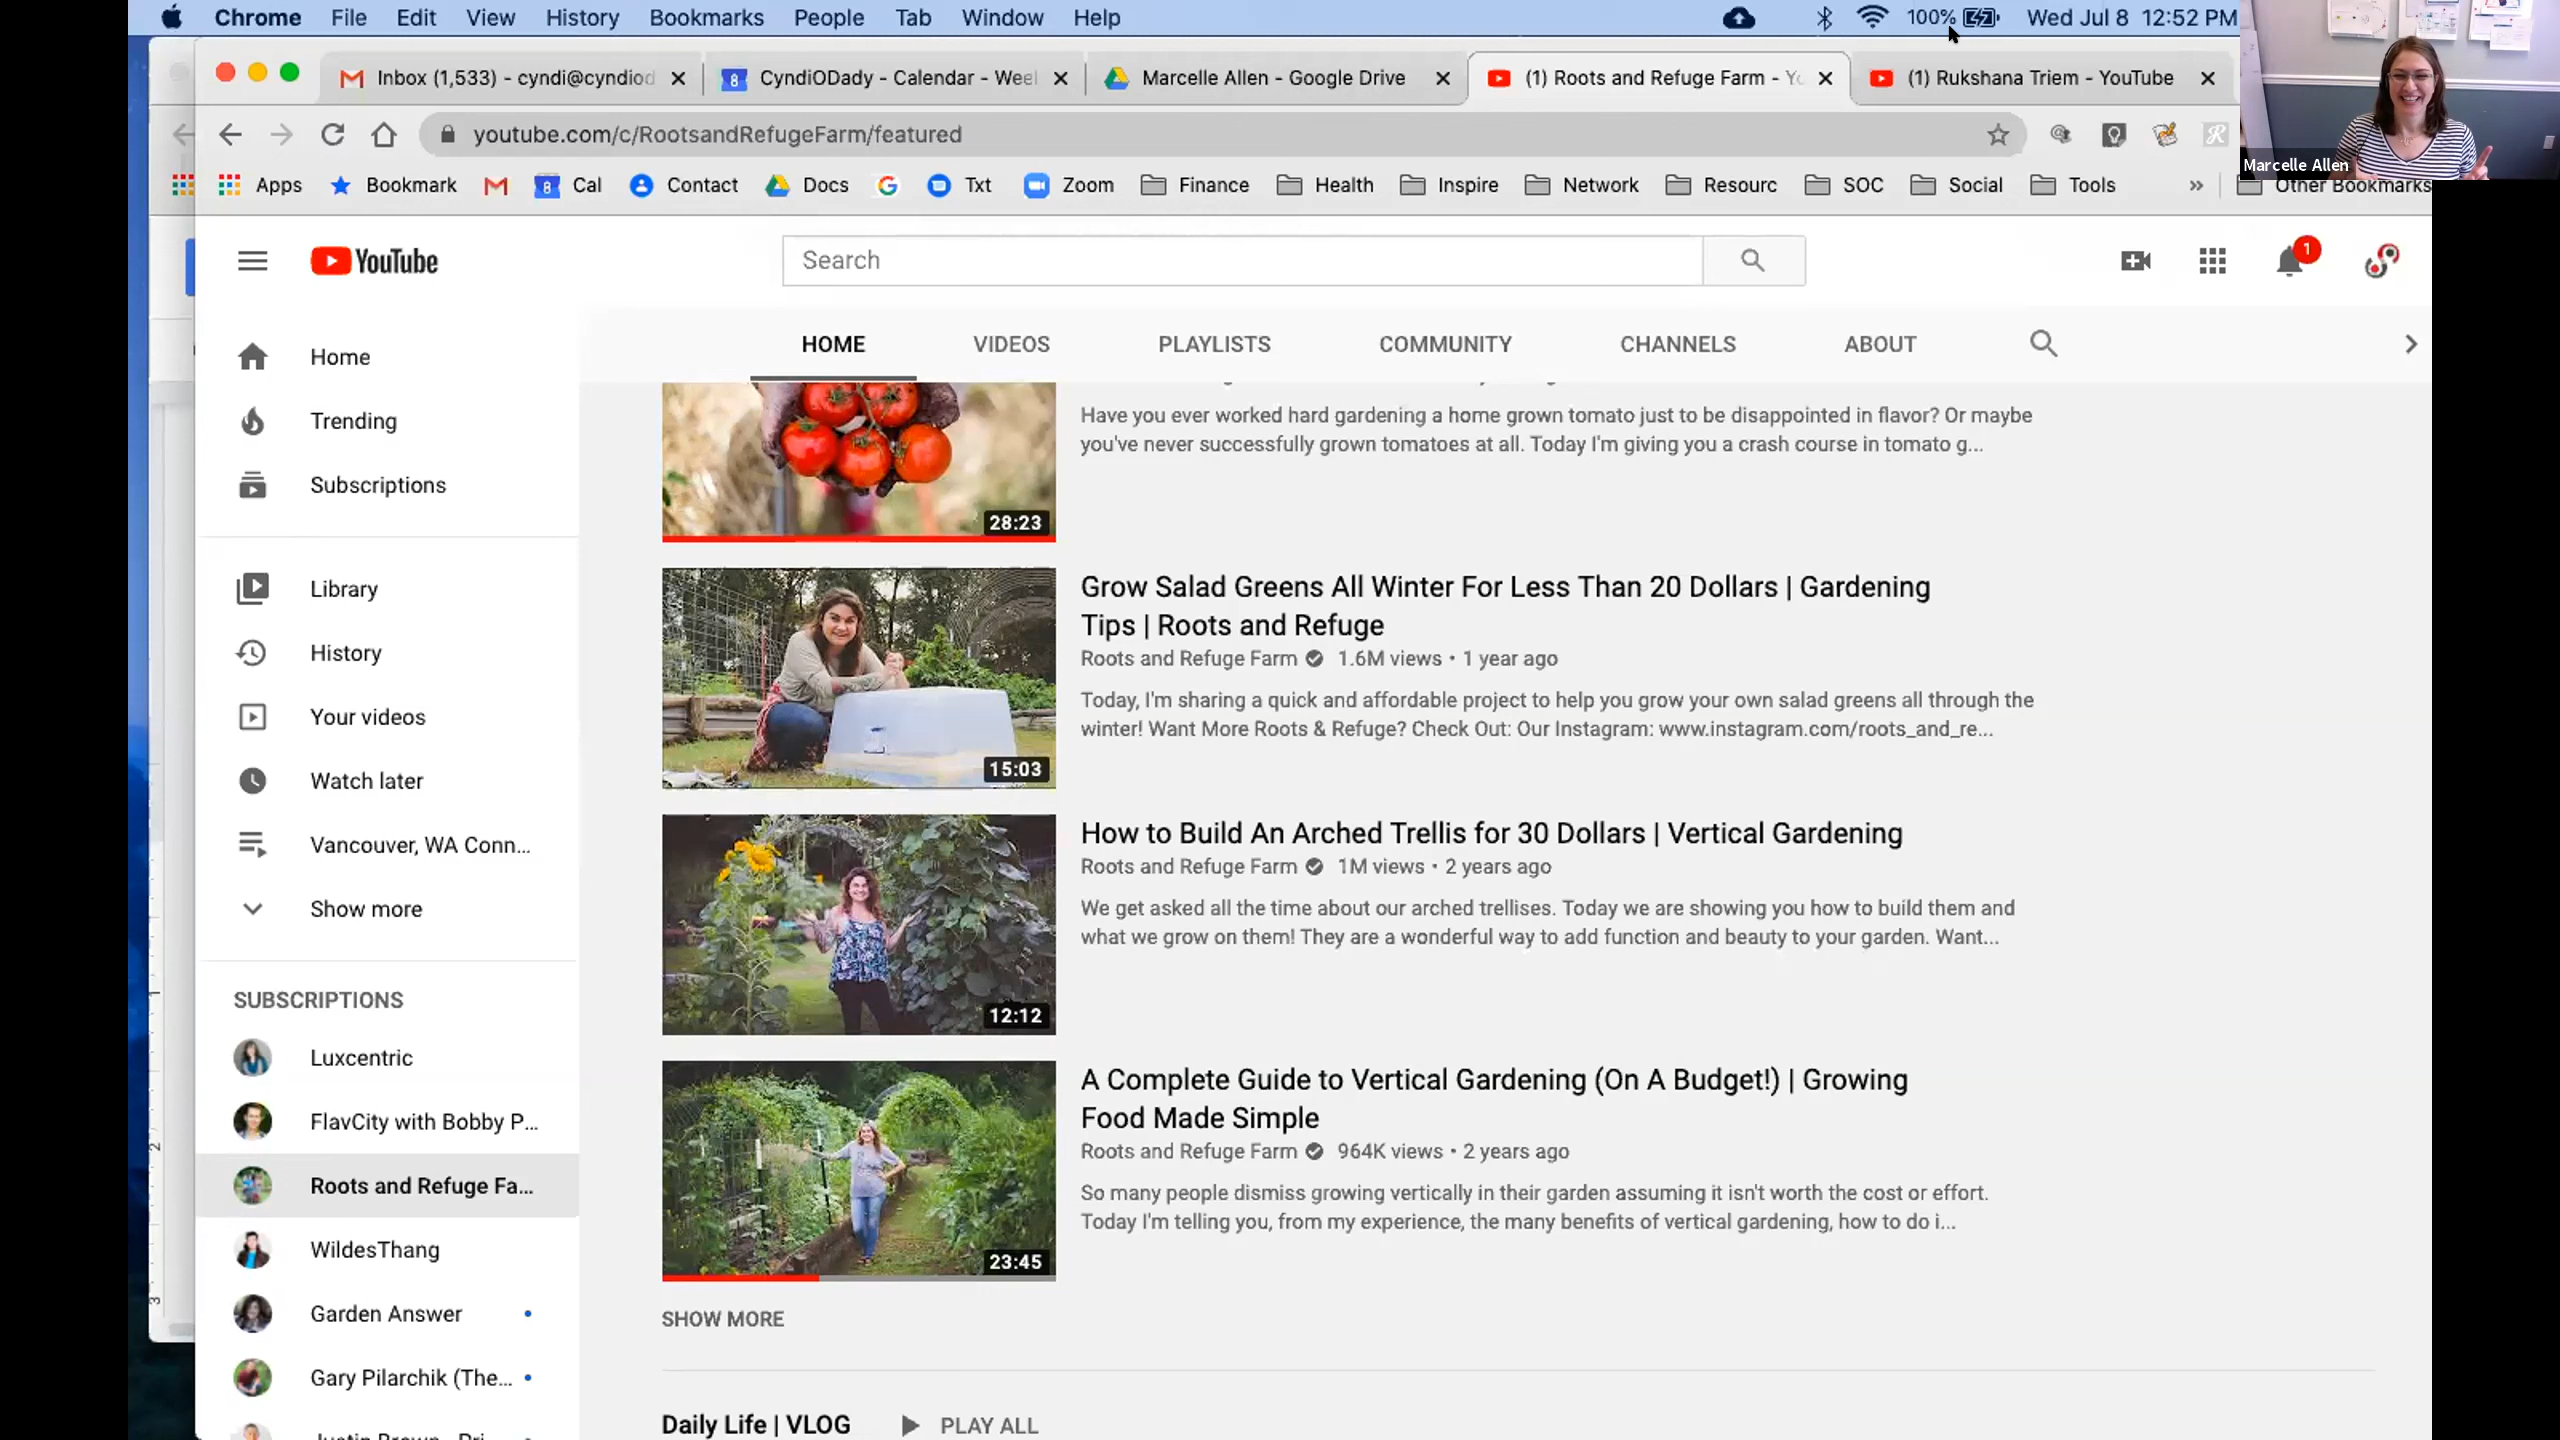 Chrome File Edit View History Bookmarks People Tab Window Help 100% Wed Jul 8 12:52 PM
Inbox (1,533) - cyndi@cyndiod
CyndiODady - Calendar - Wee
Marcelle Allen - Google Drive
(1) Roots and Refuge Farm - Yo
(1) Rukshana Triem - YouTube
youtube.com/c/RootsandRefugeFarm/featured
Marcelle Allen
Apps Bookmark Cal Contact Docs Txt Zoom Finance Health Inspire Network Resourc SOC Social Tools » Other Bookmarks
YouTube
Search
1
Home
Trending
Subscriptions
Library
History
Your videos
Watch later
Vancouver, WA Conn...
Show more
SUBSCRIPTIONS
Luxcentric
FlavCity with Bobby P...
Roots and Refuge Fa...
WildesThang
Garden Answer
Gary Pilarchik (The...
HOME VIDEOS PLAYLISTS COMMUNITY CHANNELS ABOUT
28:23
Have you ever worked hard gardening a home grown tomato just to be disappointed in flavor? Or maybe
you've never successfully grown tomatoes at all. Today I'm giving you a crash course in tomato g...
15:03
Grow Salad Greens All Winter For Less Than 20 Dollars | Gardening
Tips | Roots and Refuge
Roots and Refuge Farm 1.6M views • 1 year ago
Today, I'm sharing a quick and affordable project to help you grow your own salad greens all through the
winter! Want More Roots & Refuge? Check Out: Our Instagram: www.instagram.com/roots_and_re...
12:12
How to Build An Arched Trellis for 30 Dollars | Vertical Gardening
Roots and Refuge Farm 1M views • 2 years ago
We get asked all the time about our arched trellises. Today we are showing you how to build them and
what we grow on them! They are a wonderful way to add function and beauty to your garden. Want...
23:45
A Complete Guide to Vertical Gardening (On A Budget!) | Growing
Food Made Simple
Roots and Refuge Farm 964K views • 2 years ago
So many people dismiss growing vertically in their garden assuming it isn't worth the cost or effort.
Today I'm telling you, from my experience, the many benefits of vertical gardening, how to do i...
SHOW MORE
Daily Life | VLOG PLAY ALL